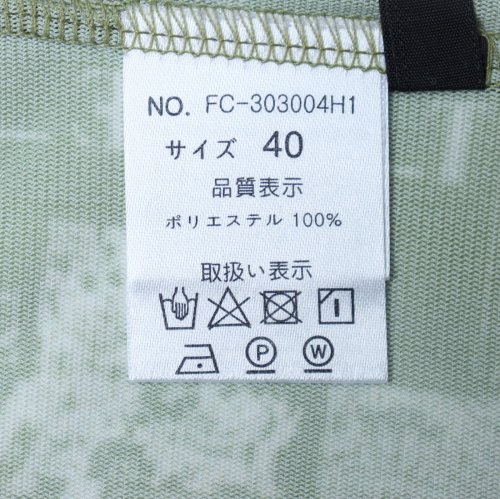 NO. FC-303004H1
サイズ 40
品質表示
ポリエステル 100%
取扱い表示
P W